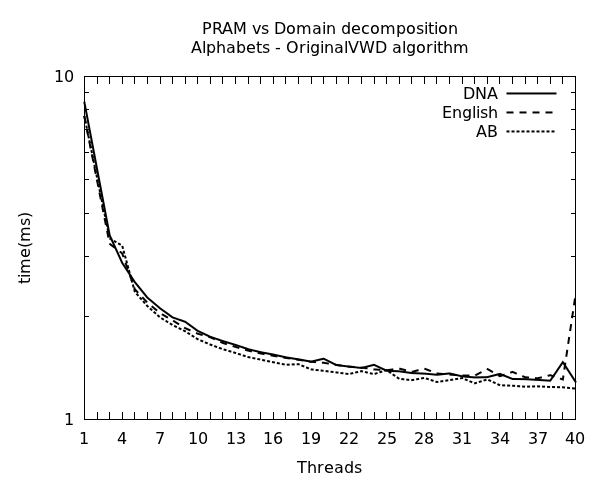 PRAM vs Domain decomposition
Alphabets - OriginalVWD algorithm
10
DNA
English
AB
time(ms)
1
1 4 7 10 13 16 19 22 25 28 31 34 37 40
Threads